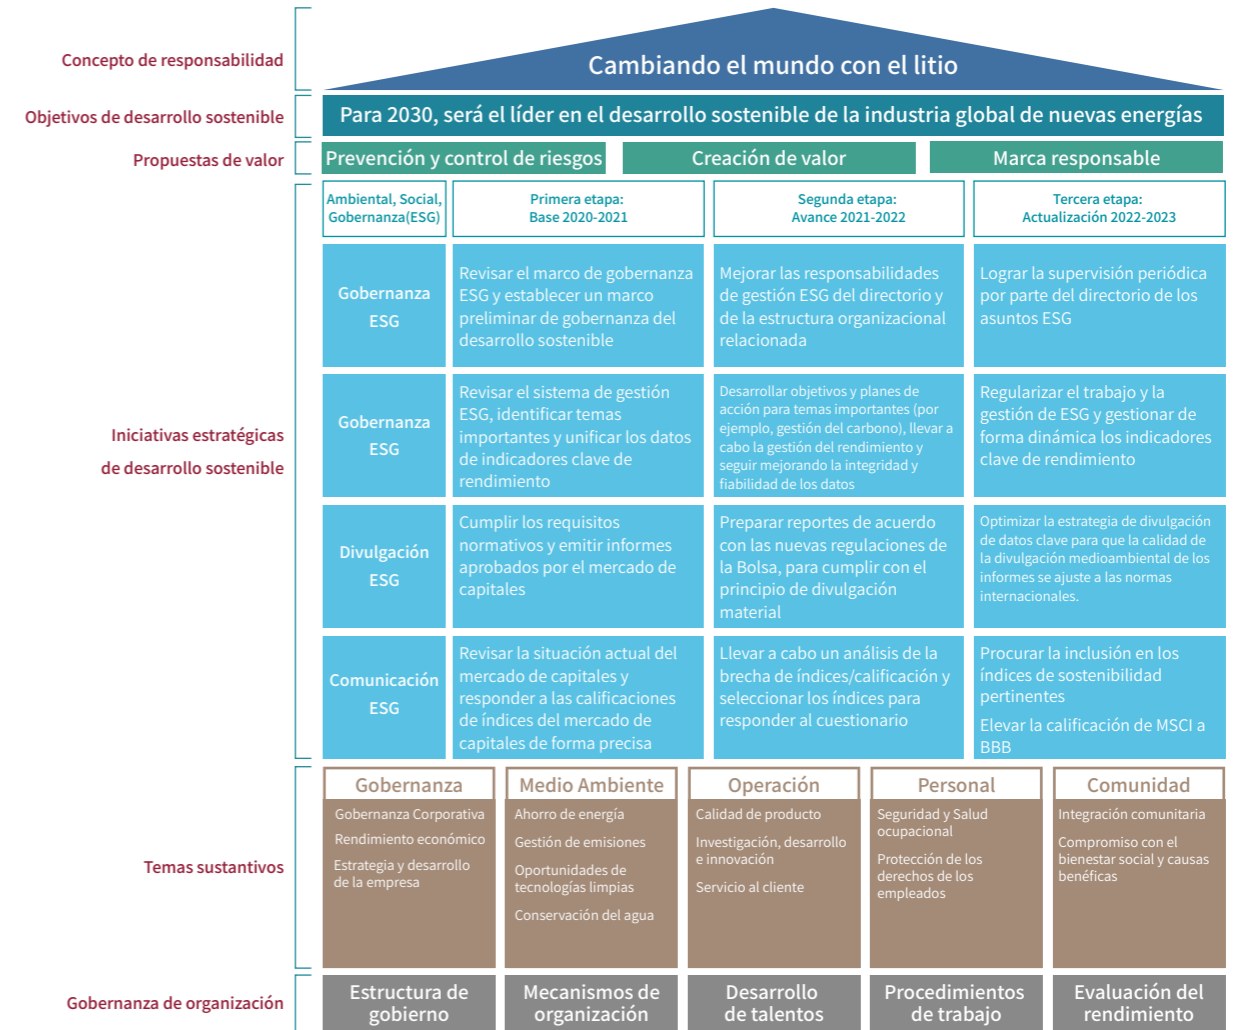 Concepto de responsabilidad
Cambiando el mundo con el litio
Objetivos de desarrollo sostenible
Para 2030, será el líder en el desarrollo sostenible de la industria global de nuevas energías
Propuestas de valor
Prevención y control de riesgos
Creación de valor
Marca responsable
Iniciativas estratégicas
de desarrollo sostenible
Ambiental, Social,
Gobernanza(ESG)
Primera etapa:
Base 2020-2021
Segunda etapa:
Avance 2021-2022
Tercera etapa:
Actualización 2022-2023
Gobernanza
ESG
Revisar el marco de gobernanza
ESG y establecer un marco
preliminar de gobernanza del
desarrollo sostenible
Mejorar las responsabilidades
de gestión ESG del directorio y
de la estructura organizacional
relacionada
Lograr la supervisión periódica
por parte del directorio de los
asuntos ESG
Gobernanza
ESG
Revisar el sistema de gestión
ESG, identificar temas
importantes y unificar los datos
de indicadores clave de
rendimiento
Desarrollar objetivos y planes de
acción para temas importantes (por
ejemplo, gestión del carbono), llevar a
cabo la gestión del rendimiento y
seguir mejorando la integridad y
fiabilidad de los datos
Regularizar el trabajo y la
gestión de ESG y gestionar de
forma dinámica los indicadores
clave de rendimiento
Divulgación
ESG
Cumplir los requisitos
normativos y emitir informes
aprobados por el mercado de
capitales
Preparar reportes de acuerdo
con las nuevas regulaciones de
la Bolsa, para cumplir con el
principio de divulgación
material
Optimizar la estrategia de divulgación
de datos clave para que la calidad de
la divulgación medioambiental de los
informes se ajuste a las normas
internacionales.
Comunicación
ESG
Revisar la situación actual del
mercado de capitales y
responder a las calificaciones
de índices del mercado de
capitales de forma precisa
Llevar a cabo un análisis de la
brecha de índices/calificación y
seleccionar los índices para
responder al cuestionario
Procurar la inclusión en los
índices de sostenibilidad
pertinentes
Elevar la calificación de MSCI a
BBB
Temas sustantivos
Gobernanza
Gobernanza Corporativa
Rendimiento económico
Estrategia y desarrollo
de la empresa
Medio Ambiente
Ahorro de energía
Gestión de emisiones
Oportunidades de
tecnologías limpias
Conservación del agua
Operación
Calidad de producto
Investigación, desarrollo
e innovación
Servicio al cliente
Personal
Seguridad y Salud
ocupacional
Protección de los
derechos de los
empleados
Comunidad
Integración comunitaria
Compromiso con el
bienestar social y causas
benéficas
Gobernanza de organización
Estructura de
gobierno
Mecanismos de
organización
Desarrollo
de talentos
Procedimientos
de trabajo
Evaluación del
rendimiento